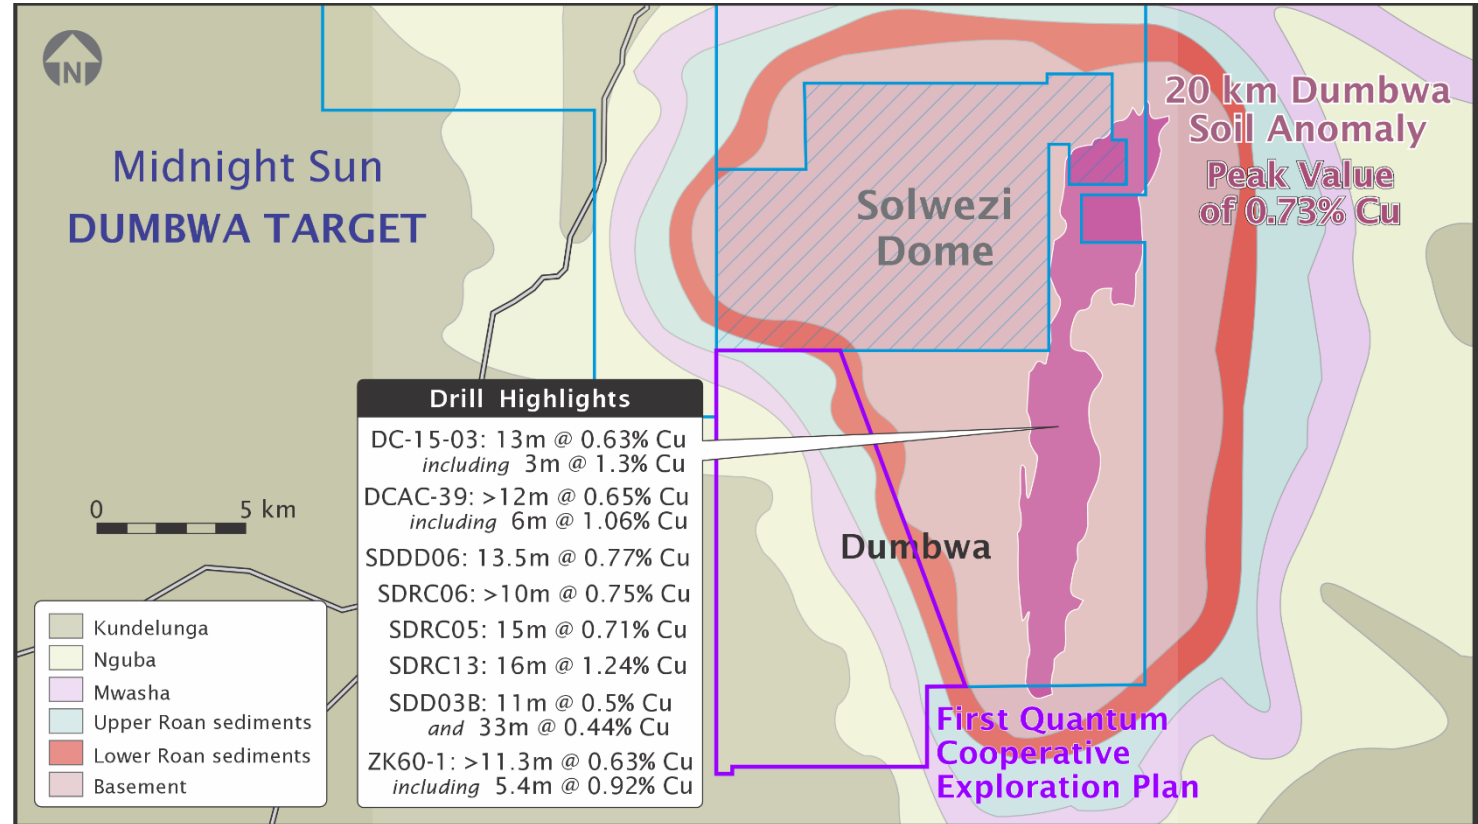 N
Midnight Sun
DUMBWA TARGET
20 km Dumbwa
Soil Anomaly
Peak Value
of 0.73% Cu
Solwezi
Dome
Drill Highlights
DC-15-03: 13m @ 0.63% Cu
including 3m @ 1.3% Cu
DCAC-39: >12m @ 0.65% Cu
including 6m @ 1.06% Cu
SDDD06: 13.5m @ 0.77% Cu
SDRC06: >10m @ 0.75% Cu
SDRC05: 15m @ 0.71% Cu
SDRC13: 16m @ 1.24% Cu
SDD03B: 11m @ 0.5% Cu
and 33m @ 0.44% Cu
ZK60-1: >11.3m @ 0.63% Cu
including 5.4m @ 0.92% Cu
0 5 km
Dumbwa
Kundelunga
Nguba
Mwasha
Upper Roan sediments
Lower Roan sediments
Basement
First Quantum
Cooperative
Exploration Plan